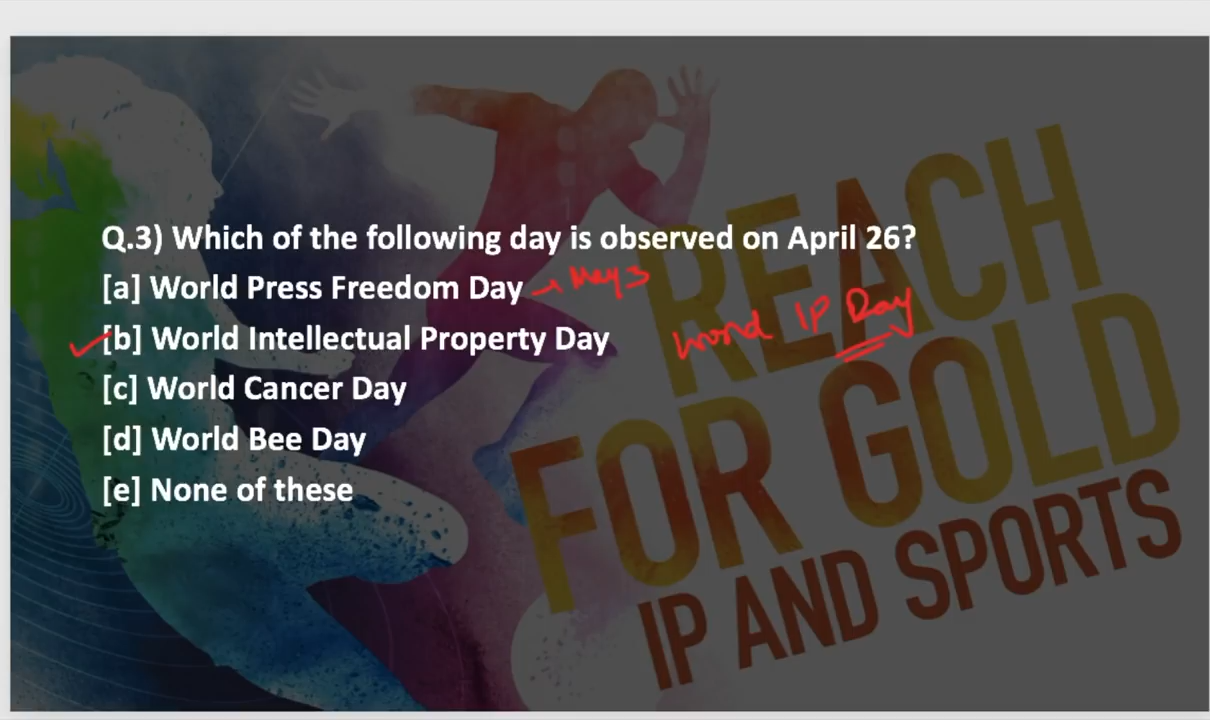 Q.3) Which of the following day is observed on April 26?
[a] World Press Freedom Day → May 3
[b] World Intellectual Property Day
word IP Day
[c] World Cancer Day
[d] World Bee Day
[e] None of these
REACH
FOR GOLD
IP AND SPORTS